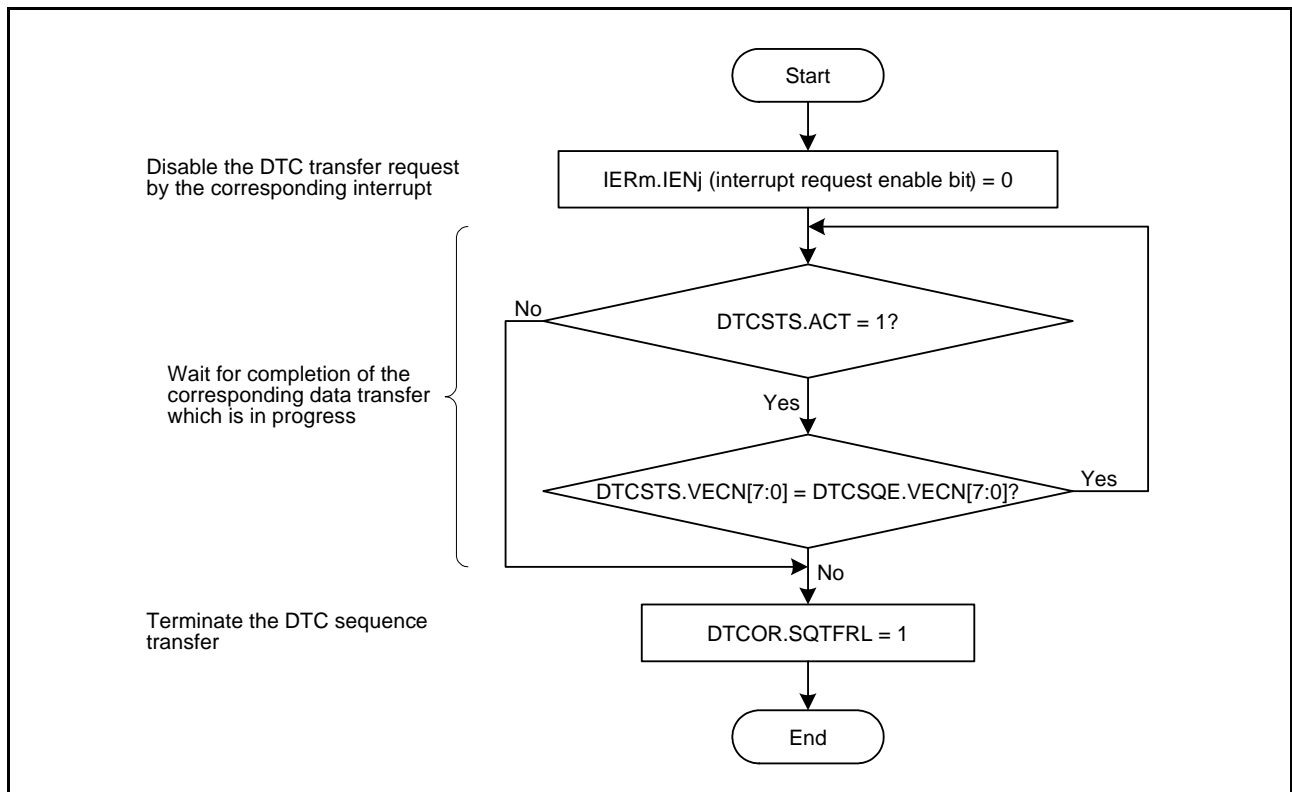 Start
Disable the DTC transfer request
by the corresponding interrupt
IERm.IENj (interrupt request enable bit) = 0
No
DTCSTS.ACT = 1?
Wait for completion of the
corresponding data transfer
which is in progress
Yes
DTCSTS.VECN[7:0] = DTCSQE.VECN[7:0]?
Yes
No
Terminate the DTC sequence
transfer
DTCOR.SQTFRL = 1
End